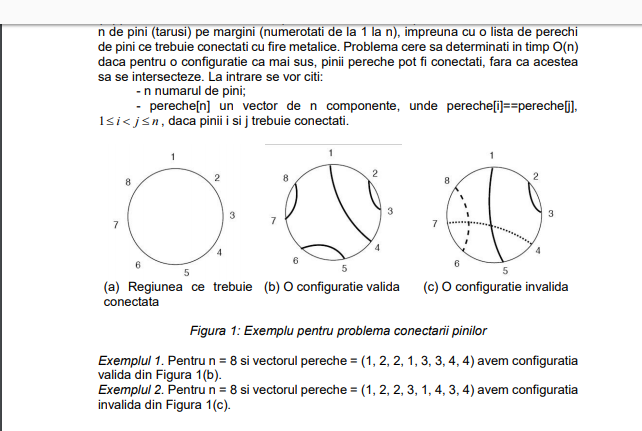 n de pini (tarusi) pe margini (numerotati de la 1 la n), impreuna cu o lista de perechi
de pini ce trebuie conectati cu fire metalice. Problema cere sa determinati in timp O(n)
daca pentru o configuratie ca mai sus, pinii pereche pot fi conectati, fara ca acestea
sa se intersecteze. La intrare se vor citi:
- n numarul de pini;
- pereche[n] un vector de n componente, unde pereche[i]==pereche[j],
1≤i<j≤n, daca pinii i si j trebuie conectati.
1
2
3
4
5
6
7
8
1
2
3
4
5
6
7
8
1
2
3
4
5
6
7
8
(a) Regiunea ce trebuie conectata
(b) O configuratie valida
(c) O configuratie invalida
Figura 1: Exemplu pentru problema conectarii pinilor
Exemplul 1. Pentru n = 8 si vectorul pereche = (1, 2, 2, 1, 3, 3, 4, 4) avem configuratia
valida din Figura 1(b).
Exemplul 2. Pentru n = 8 si vectorul pereche = (1, 2, 2, 3, 1, 4, 3, 4) avem configuratia
invalida din Figura 1(c).